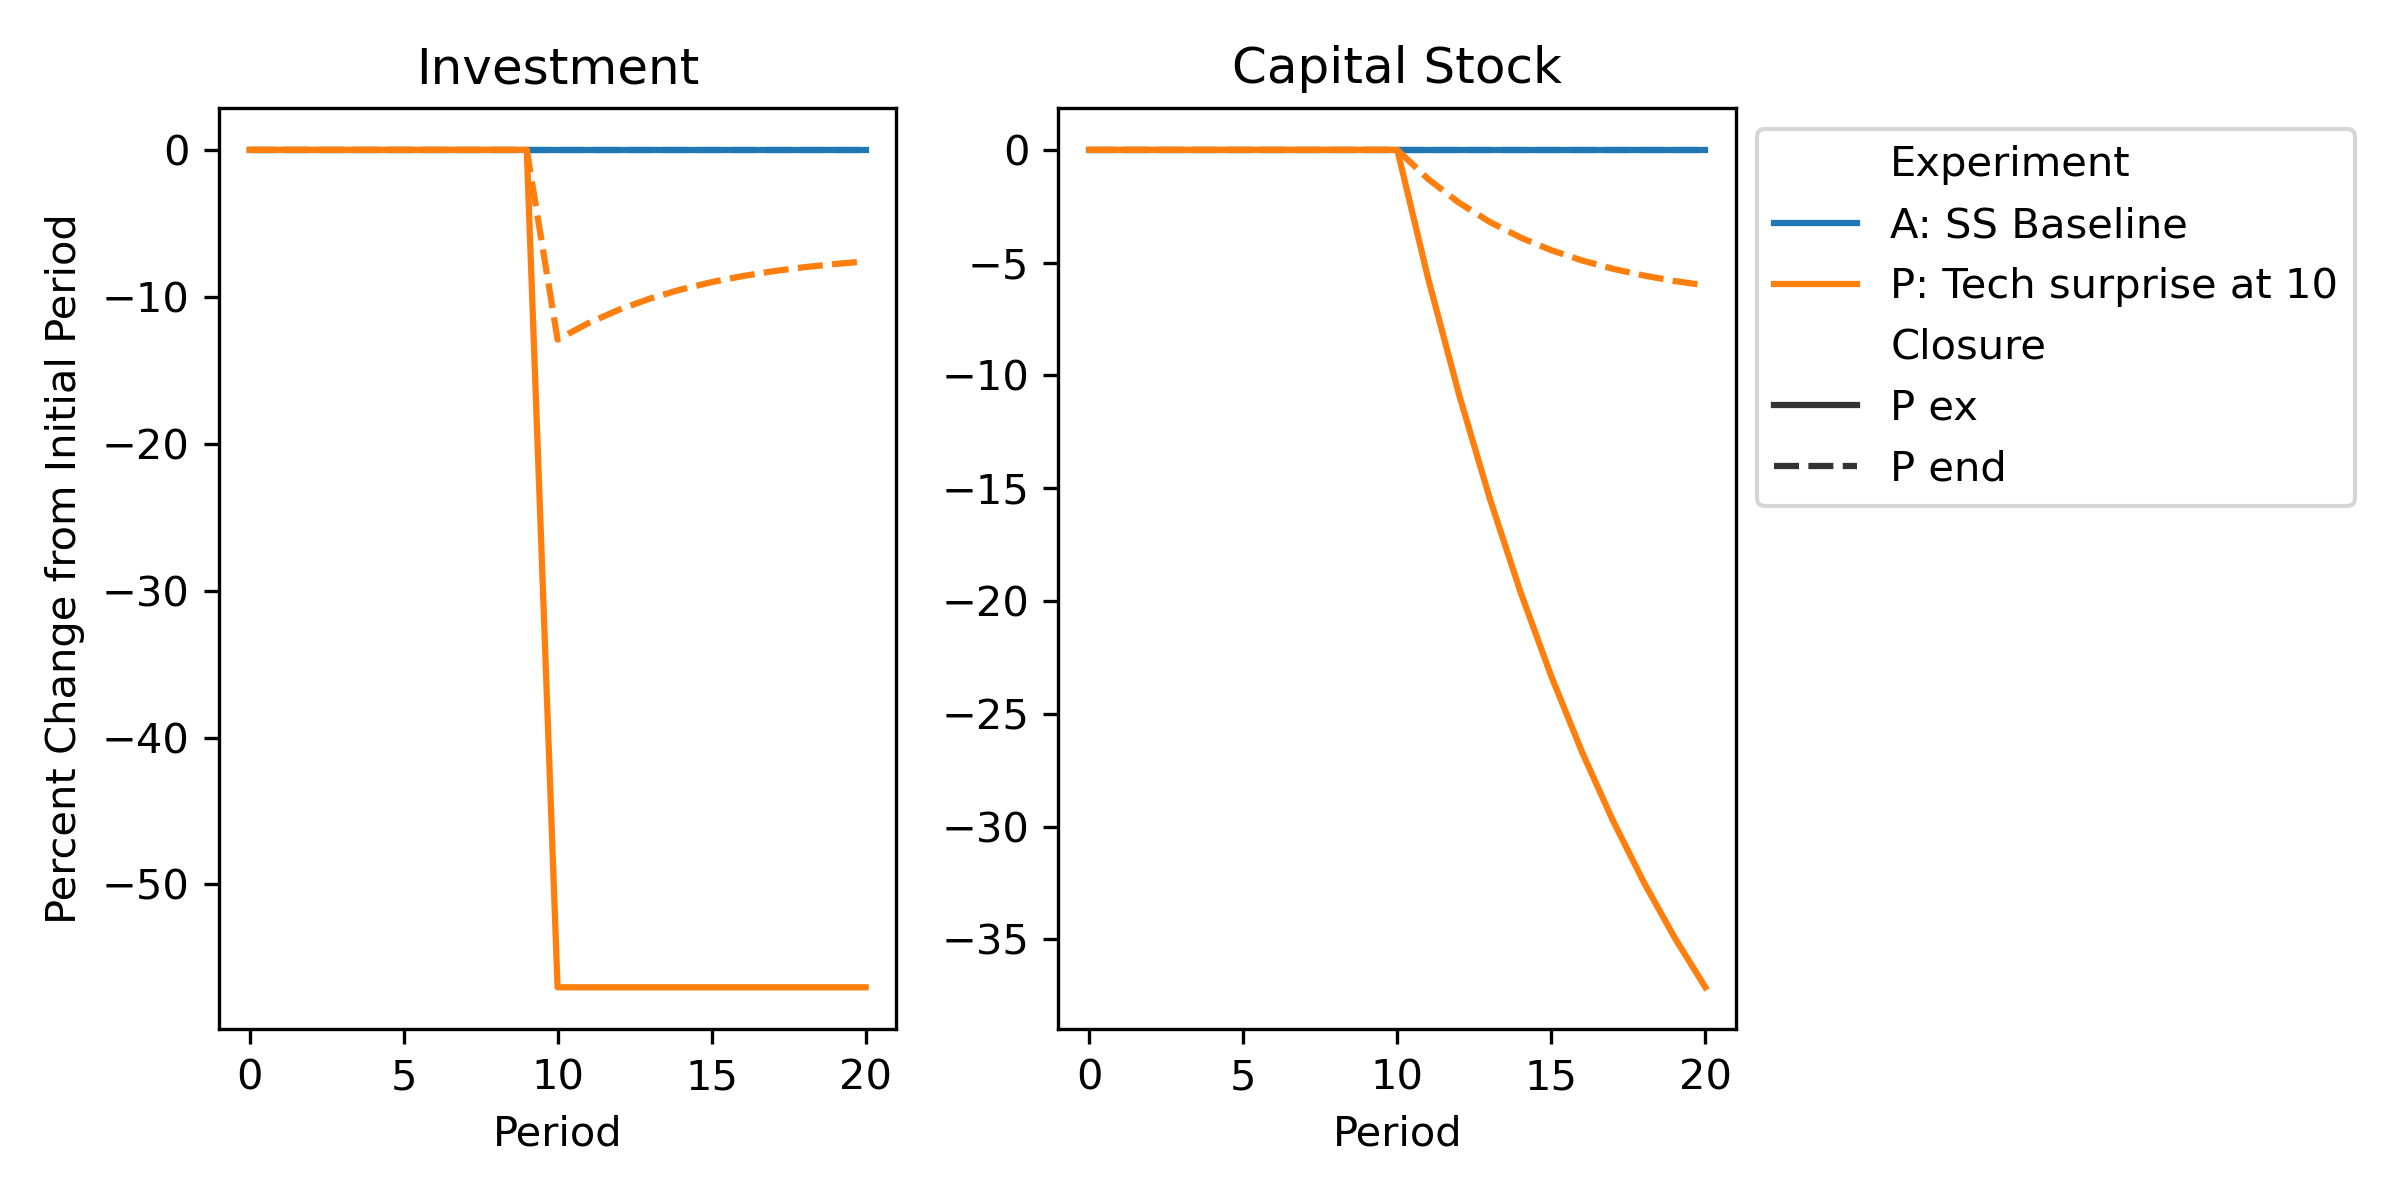 Investment
Capital Stock
Percent Change from Initial Period
0
−10
−20
−30
−40
−50
0 5 10 15 20
Period
0
−5
−10
−15
−20
−25
−30
−35
0 5 10 15 20
Period
Experiment
A: SS Baseline
P: Tech surprise at 10
Closure
P ex
P end